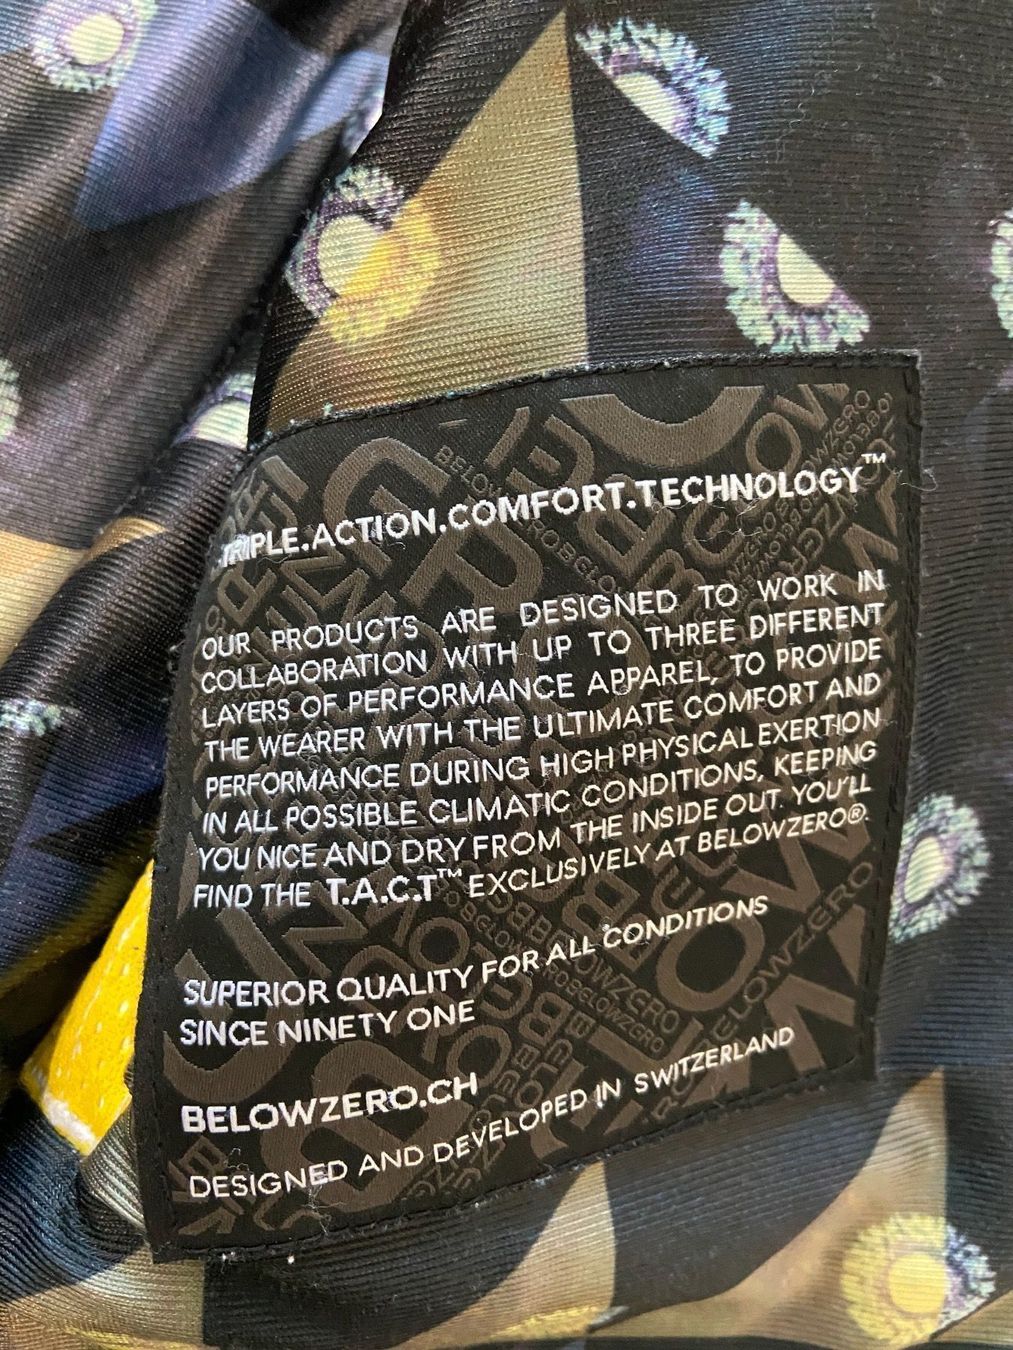 TRIPLE.ACTION.COMFORT.TECHNOLOGY™
OUR PRODUCTS ARE DESIGNED TO WORK IN
COLLABORATION WITH UP TO THREE DIFFERENT
LAYERS OF PERFORMANCE APPAREL, TO PROVIDE
THE WEARER WITH THE ULTIMATE COMFORT AND
PERFORMANCE DURING HIGH PHYSICAL EXERTION
IN ALL POSSIBLE CLIMATIC CONDITIONS, KEEPING
YOU NICE AND DRY FROM THE INSIDE OUT. YOU'LL
FIND THE T.A.C.T™ EXCLUSIVELY AT BELOWZERO®.
SUPERIOR QUALITY FOR ALL CONDITIONS
SINCE NINETY ONE
BELOWZERO.CH
DESIGNED AND DEVELOPED IN SWITZERLAND